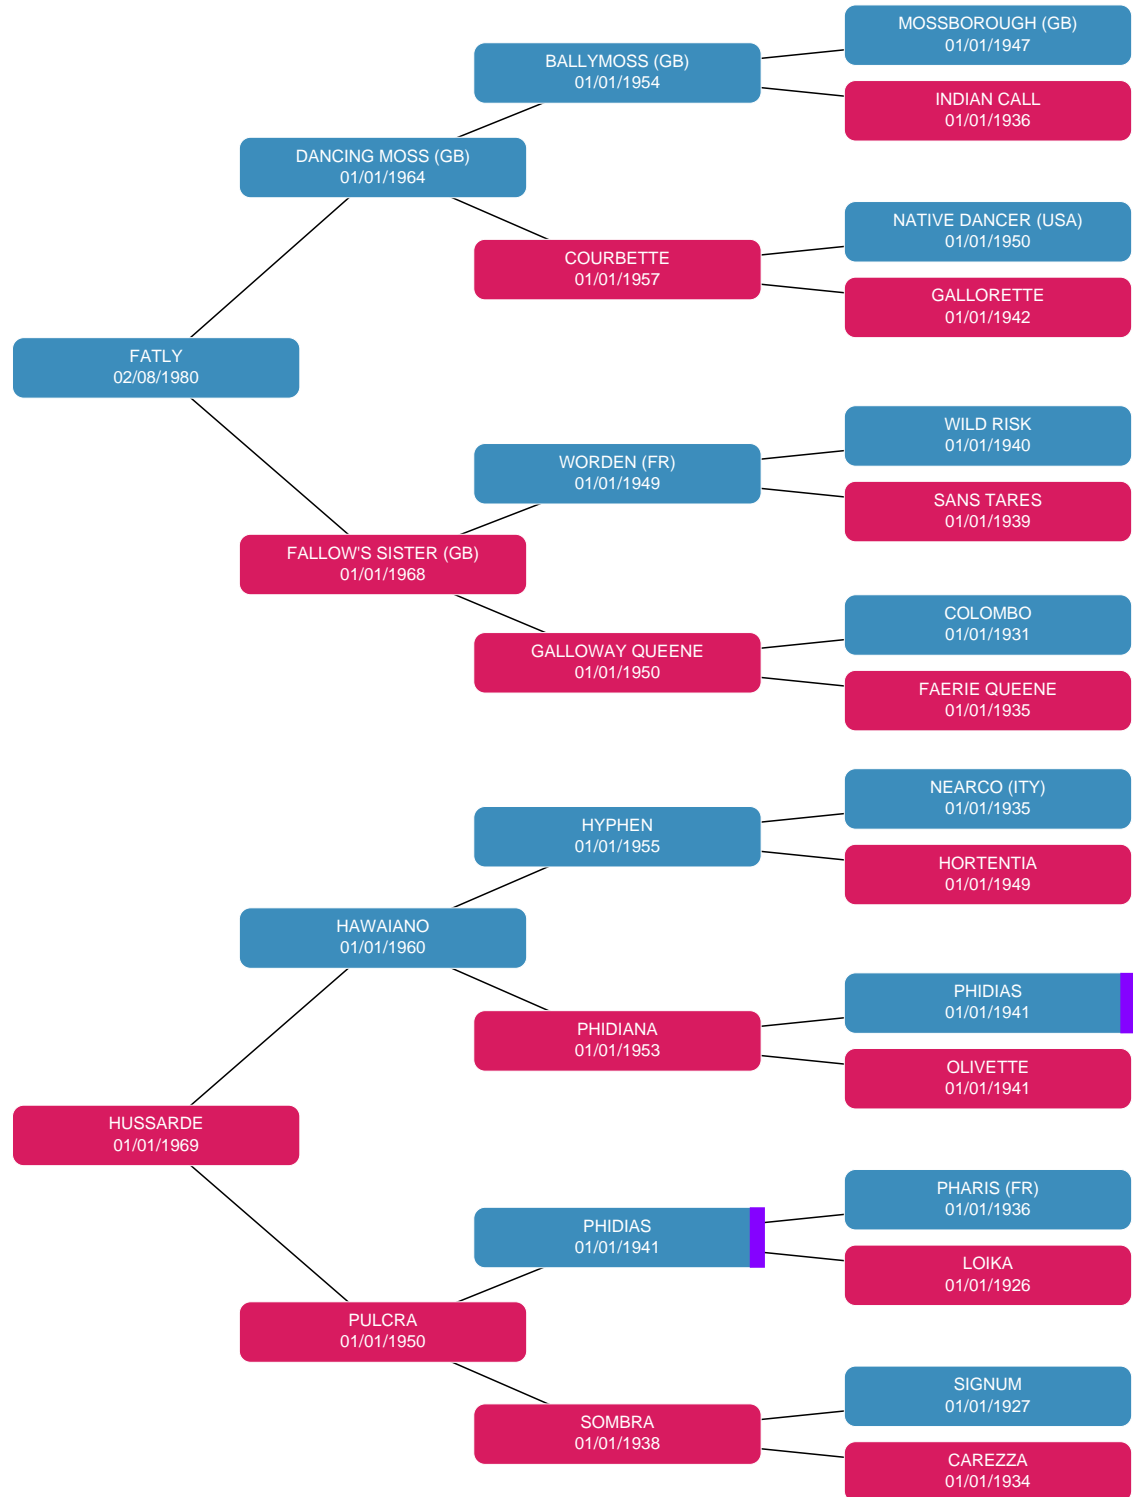 MOSSBOROUGH (GB)
01/01/1947
BALLYMOSS (GB)
01/01/1954
INDIAN CALL
01/01/1936
DANCING MOSS (GB)
01/01/1964
NATIVE DANCER (USA)
01/01/1950
COURBETTE
01/01/1957
GALLORETTE
01/01/1942
FATLY
02/08/1980
WILD RISK
01/01/1940
WORDEN (FR)
01/01/1949
SANS TARES
01/01/1939
FALLOW'S SISTER (GB)
01/01/1968
COLOMBO
01/01/1931
GALLOWAY QUEENE
01/01/1950
FAERIE QUEENE
01/01/1935
NEARCO (ITY)
01/01/1935
HYPHEN
01/01/1955
HORTENTIA
01/01/1949
HAWAIANO
01/01/1960
PHIDIAS
01/01/1941
PHIDIANA
01/01/1953
OLIVETTE
01/01/1941
HUSSARDE
01/01/1969
PHARIS (FR)
01/01/1936
PHIDIAS
01/01/1941
LOIKA
01/01/1926
PULCRA
01/01/1950
SIGNUM
01/01/1927
SOMBRA
01/01/1938
CAREZZA
01/01/1934